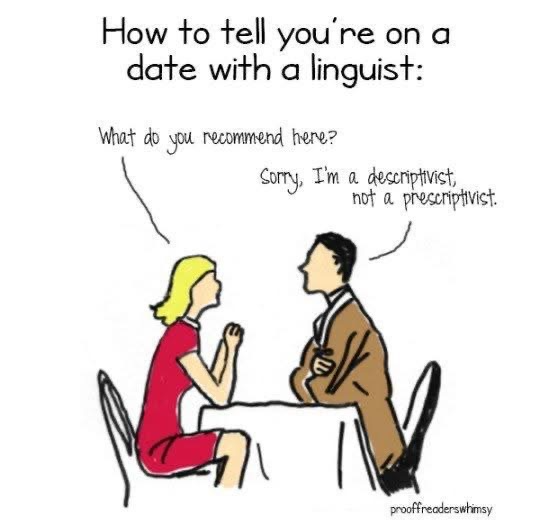 How to tell you're on a
date with a linguist:
What do you recommend here?
Sorry, I'm a descriptivist,
not a prescriptivist.
prooffreaderswhimsy